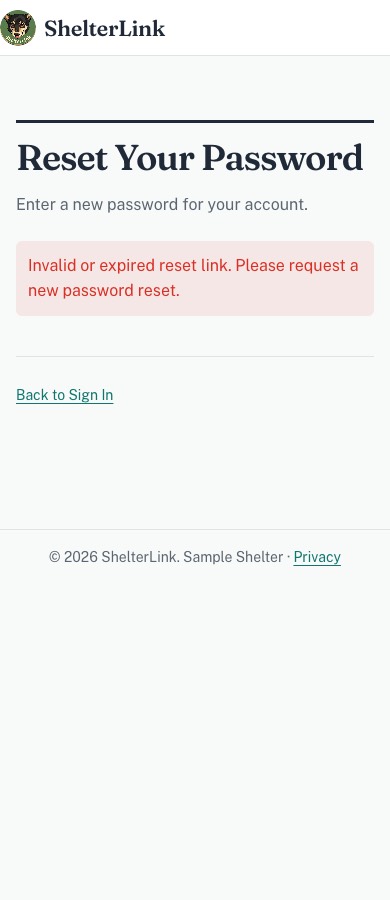 ShelterLink
Reset Your Password
Enter a new password for your account.
Invalid or expired reset link. Please request a
new password reset.
Back to Sign In
© 2026 ShelterLink. Sample Shelter · Privacy